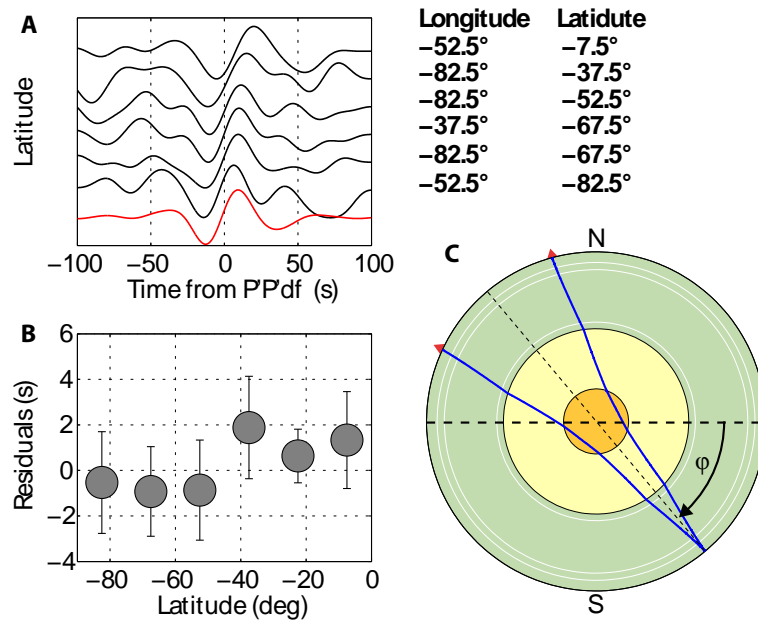 A
Latitude
−100 −50 0 50 100
Time from P'P'df (s)
Longitude Latidute
−52.5° −7.5°
−82.5° −37.5°
−82.5° −52.5°
−37.5° −67.5°
−82.5° −67.5°
−52.5° −82.5°
B
Residuals (s)
6
4
2
0
−2
−4
−80 −60 −40 −20 0
Latitude (deg)
C
N
φ
S